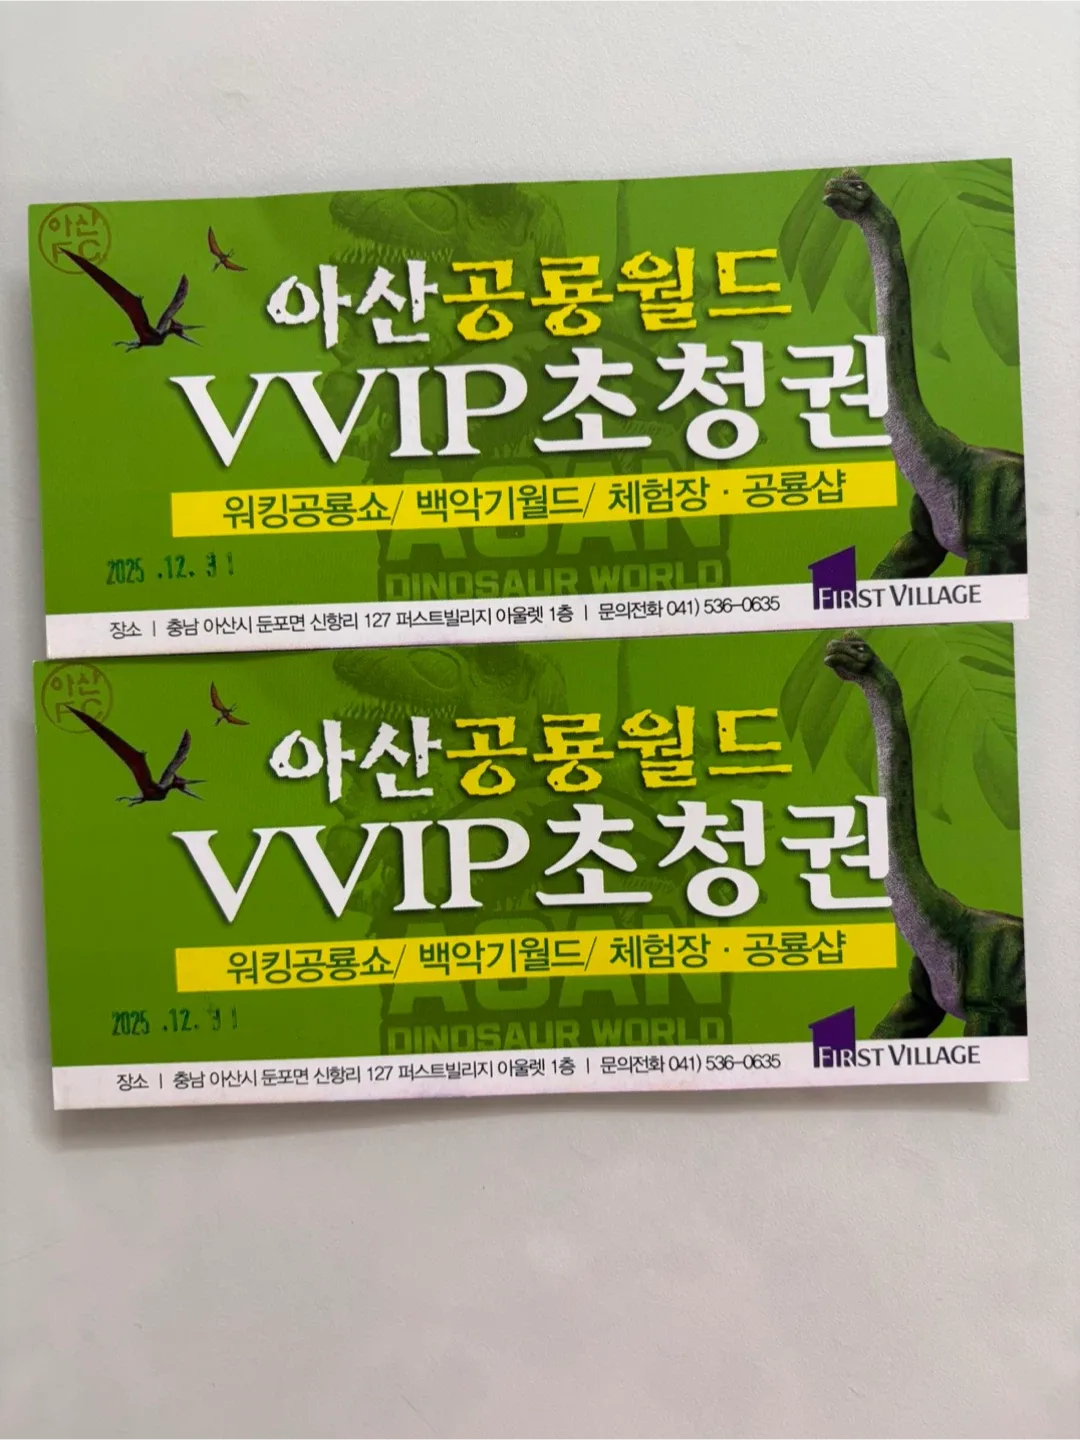 아산
FC
아산공룡월드
VVIP초청권
워킹공룡쇼/ 백악기월드/ 체험장 · 공룡샵
ASAN
DINOSAUR WORLD
2025 .12. 31
장소 | 충남 아산시 둔포면 신항리 127 퍼스트빌리지 아울렛 1층 | 문의전화 041) 536-0635
FIRST VILLAGE
아산
FC
아산공룡월드
VVIP초청권
워킹공룡쇼/ 백악기월드/ 체험장 · 공룡샵
ASAN
DINOSAUR WORLD
2025 .12. 31
장소 | 충남 아산시 둔포면 신항리 127 퍼스트빌리지 아울렛 1층 | 문의전화 041) 536-0635
FIRST VILLAGE